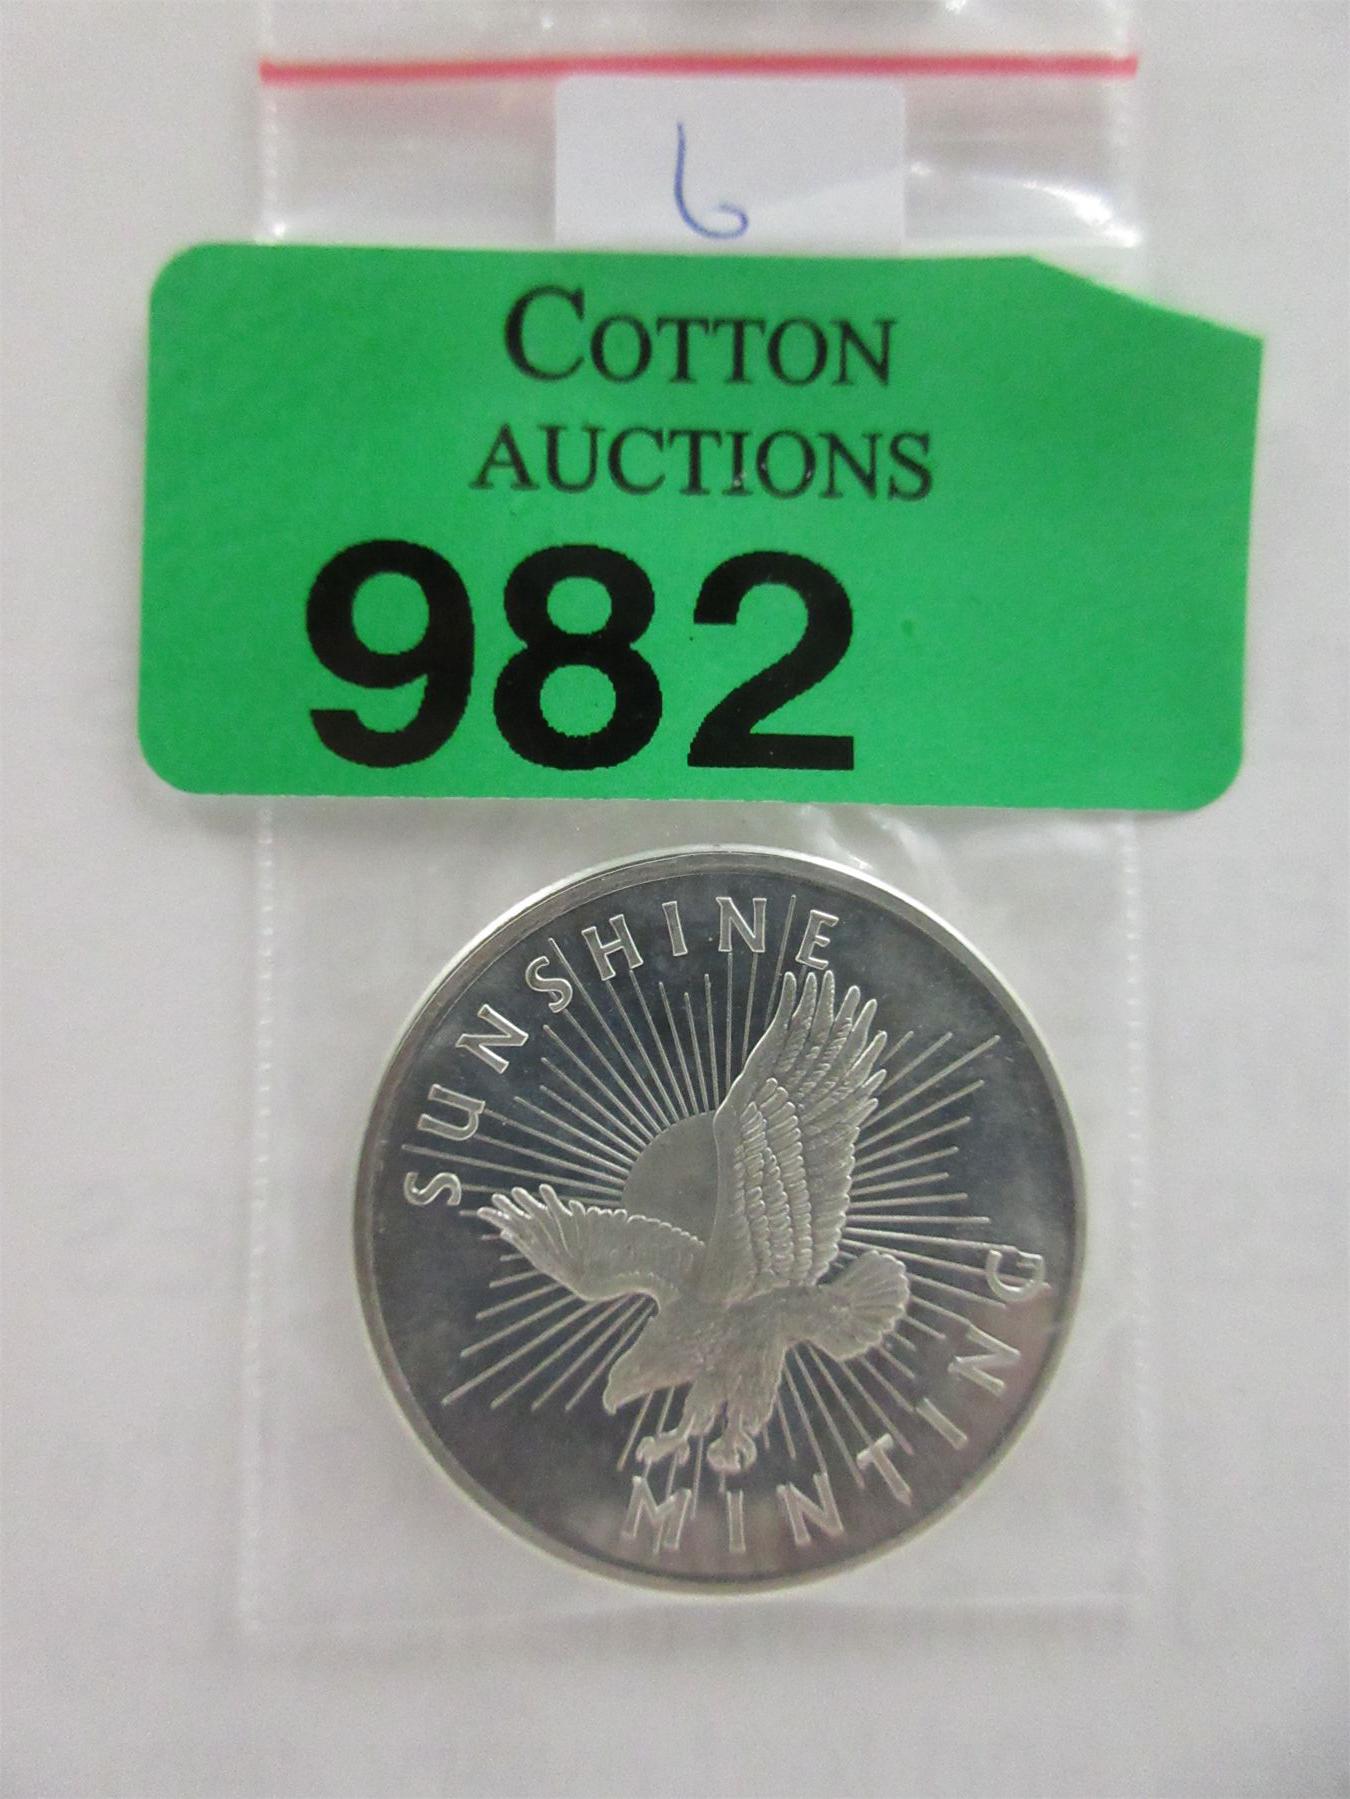 6
COTTON
AUCTIONS
982
SUNSHINE
MINTING